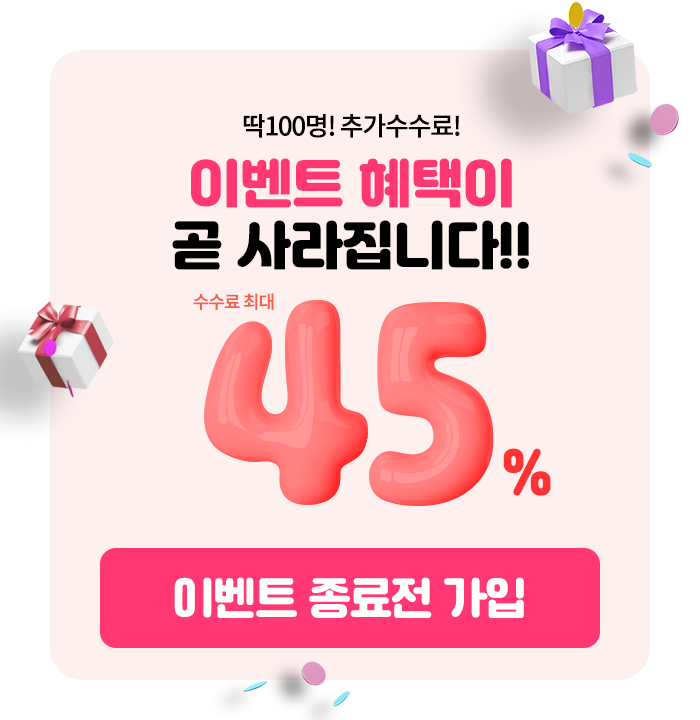 딱100명! 추가수수료!
이벤트 혜택이
곧 사라집니다!!
수수료 최대
45%
이벤트 종료전 가입